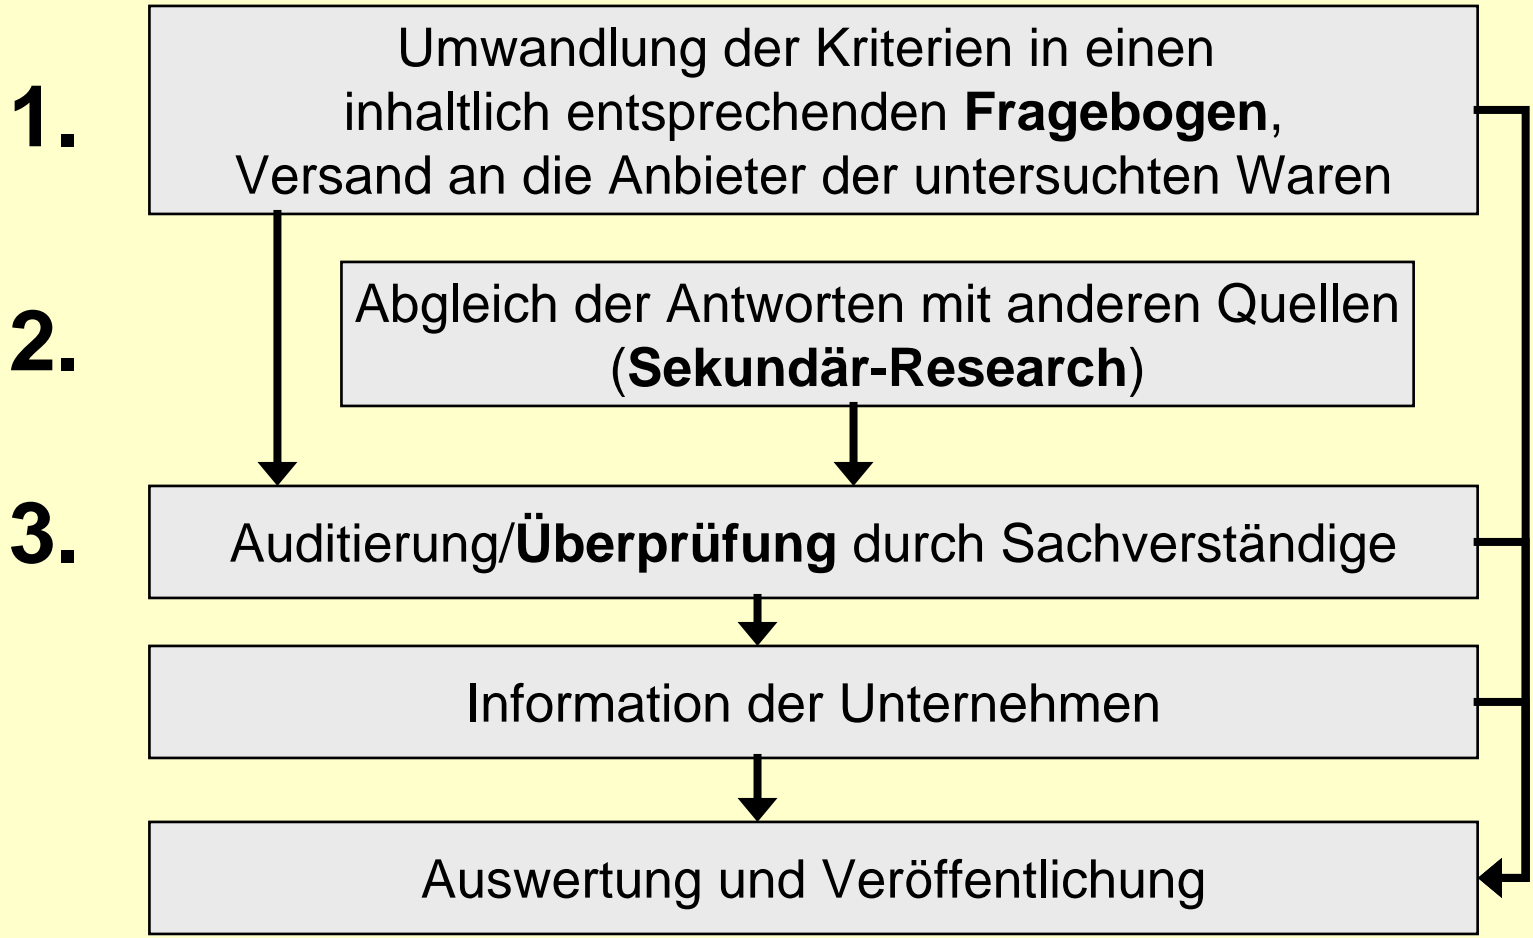 1.
Umwandlung der Kriterien in einen
inhaltlich entsprechenden Fragebogen,
Versand an die Anbieter der untersuchten Waren
2.
Abgleich der Antworten mit anderen Quellen
(Sekundär-Research)
3.
Auditierung/Überprüfung durch Sachverständige
Information der Unternehmen
Auswertung und Veröffentlichung